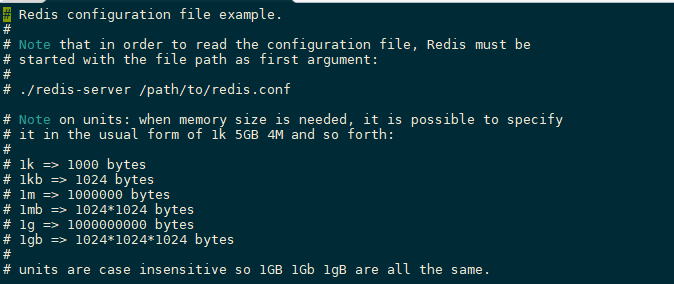 # Redis configuration file example.
#
# Note that in order to read the configuration file, Redis must be
# started with the file path as first argument:
#
# ./redis-server /path/to/redis.conf
# Note on units: when memory size is needed, it is possible to specify
# it in the usual form of 1k 5GB 4M and so forth:
#
# 1k => 1000 bytes
# 1kb => 1024 bytes
# 1m => 1000000 bytes
# 1mb => 1024*1024 bytes
# 1g => 1000000000 bytes
# 1gb => 1024*1024*1024 bytes
#
# units are case insensitive so 1GB 1Gb 1gB are all the same.